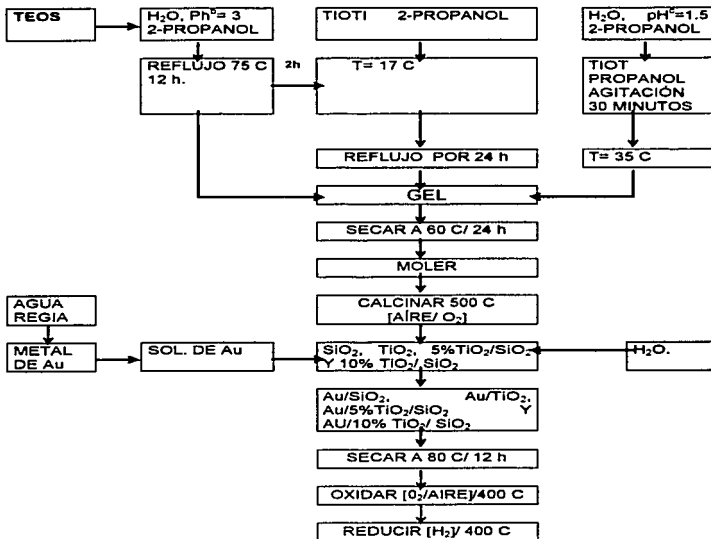 TEOS
H₂O, Phᵇ= 3
2-PROPANOL
TIOTI 2-PROPANOL
H₂O, pHᶜ=1.5
2-PROPANOL
REFLUJO 75 C
12 h.
2h
T= 17 C
TIOT
PROPANOL
AGITACIÓN
30 MINUTOS
REFLUJO POR 24 h
T= 35 C
GEL
SECAR A 60 C/ 24 h
MOLER
CALCINAR 500 C
[AÍRE/ O₂]
AGUA
REGIA
METAL
DE Au
SOL. DE Au
SiO₂, TiO₂, 5%TiO₂/SiO₂
Y 10% TiO₂/ SiO₂
H₂O.
Au/SiO₂, Au/TiO₂,
Au/5%TiO₂/SiO₂ Y
AU/10% TiO₂/ SiO₂
SECAR A 80 C/ 12 h
OXIDAR [0₂/AIRE]/400 C
REDUCIR [H₂]/ 400 C